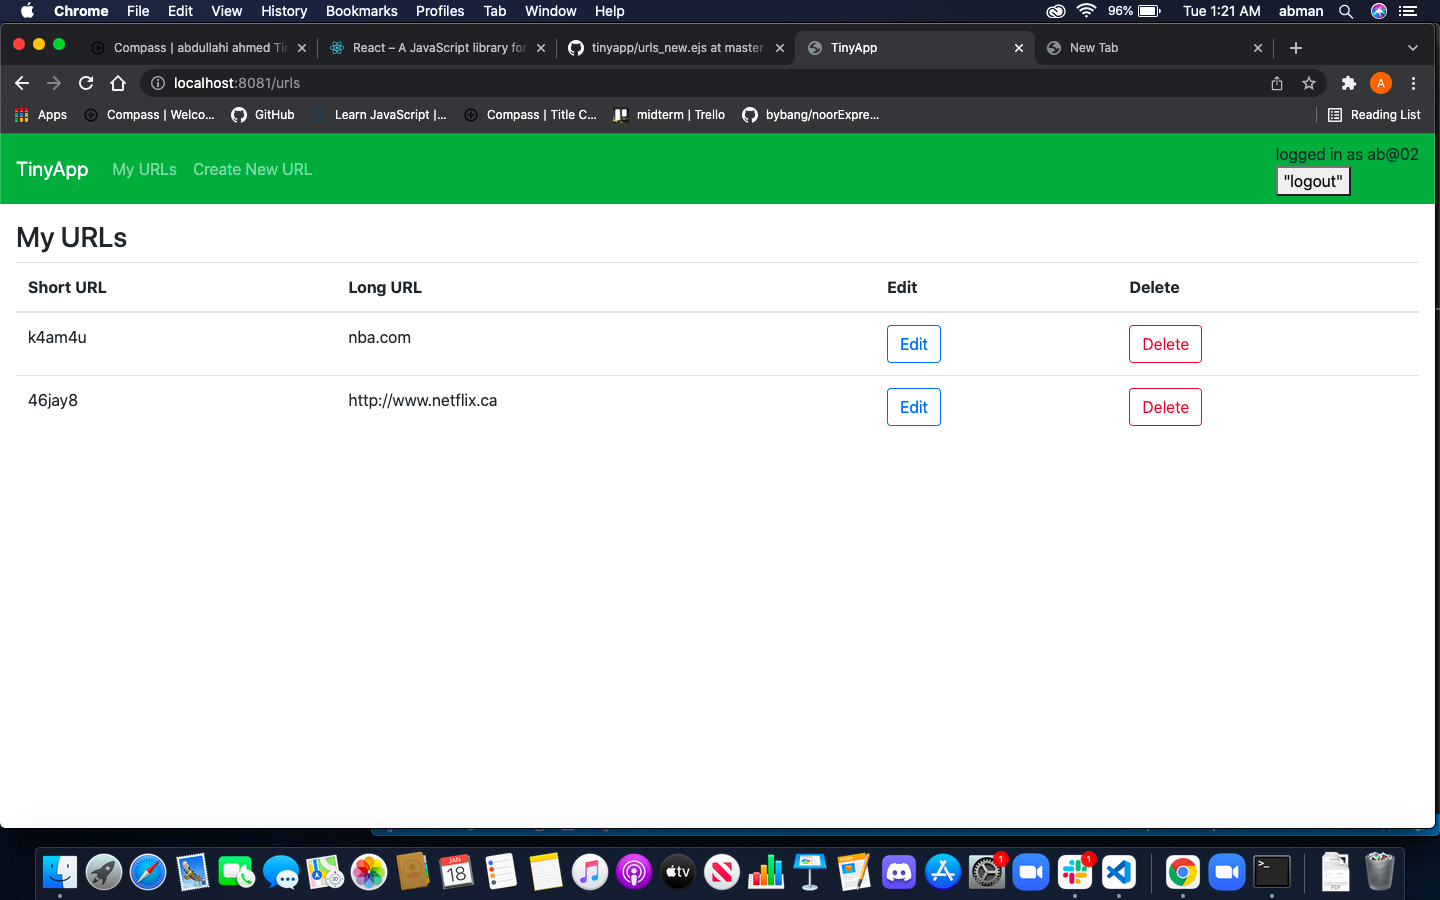 Chrome File Edit View History Bookmarks Profiles Tab Window Help 96% Tue 1:21 AM abman
Compass | abdullahi ahmed Tin React – A JavaScript library for tinyapp/urls_new.ejs at master TinyApp New Tab
localhost:8081/urls A
Apps Compass | Welco... GitHub Learn JavaScript |... Compass | Title C... midterm | Trello bybang/noorExpre... Reading List
TinyApp My URLs Create New URL logged in as ab@02
"logout"
My URLs
Short URL Long URL Edit Delete
k4am4u nba.com Edit Delete
46jay8 http://www.netflix.ca Edit Delete
JAN 18 tv 1 1 >_ PDF